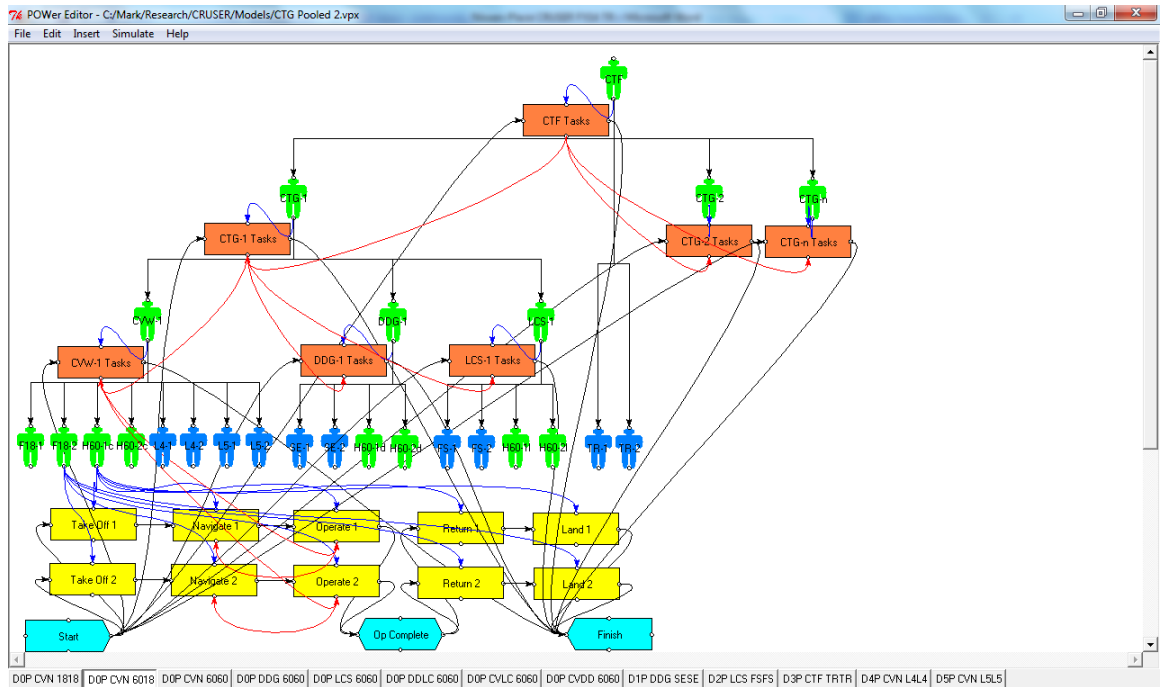 POWer Editor - C:/Mark/Research/CRUSER/Models/CTG Pooled 2.vpx
File Edit Insert Simulate Help
CTF
CTF Tasks
CTG-1
CTG-2
CTG-n
CTG-1 Tasks
CTG-2 Tasks
CTG-n Tasks
CVW-1
DDG-1
LCS-1
CVW-1 Tasks
DDG-1 Tasks
LCS-1 Tasks
F18-1 F18-2 H60-1c H60-2c L4-1 L4-2 L5-1 L5-2 SE-1 SE-2 H60-1d H60-2d FS-1 FS-2 H60-1l H60-2l TR-1 TR-2
Take Off 1 Navigate 1 Operate 1 Return 1 Land 1
Take Off 2 Navigate 2 Operate 2 Return 2 Land 2
Start Op Complete Finish
D0P CVN 1818 D0P CVN 6018 D0P CVN 6060 D0P DDG 6060 D0P LCS 6060 D0P DDLC 6060 D0P CVLC 6060 D0P CVDD 6060 D1P DDG SESE D2P LCS FSFS D3P CTF TRTR D4P CVN L4L4 D5P CVN L5L5